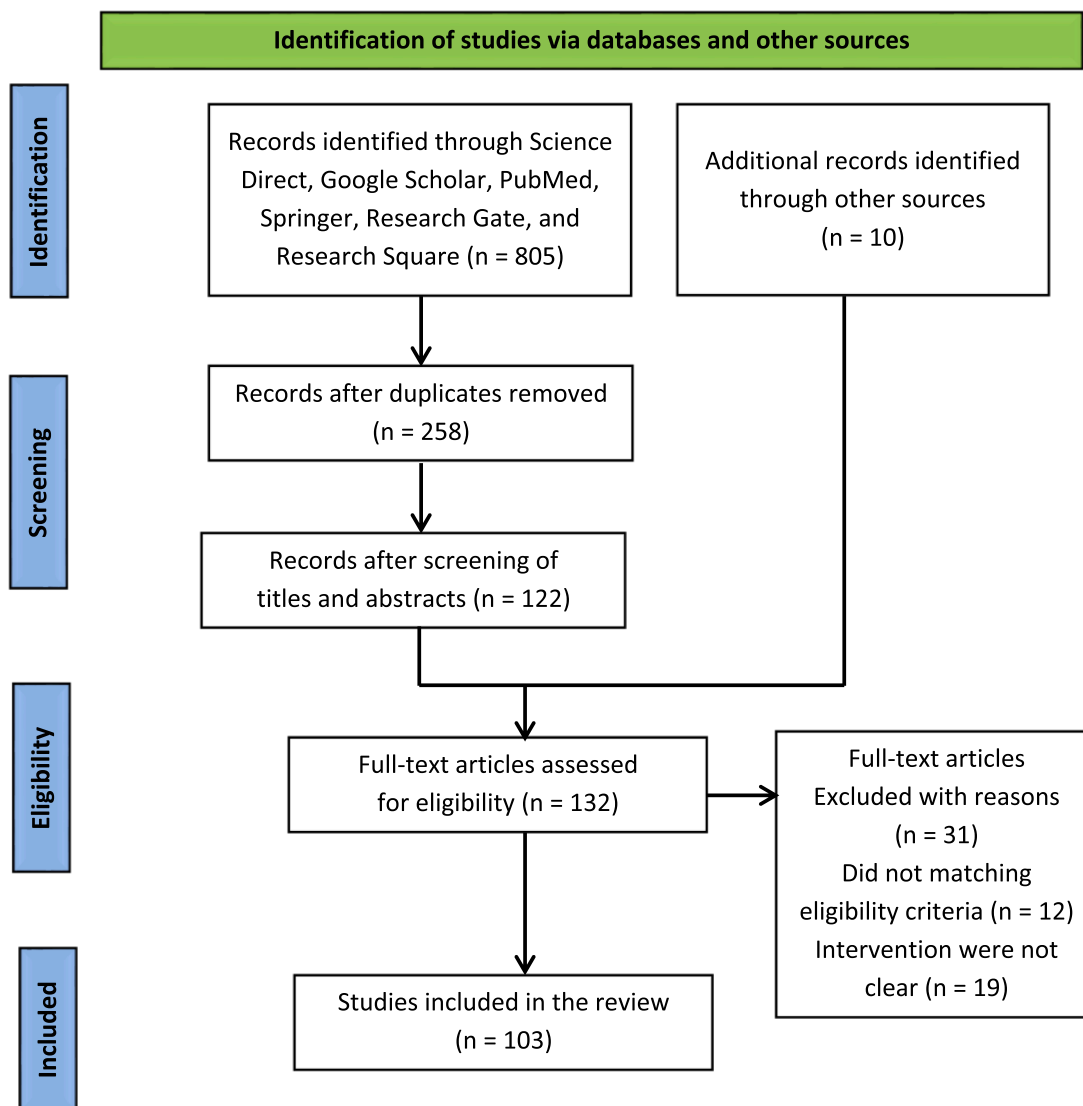 Identification of studies via databases and other sources
Identification
Records identified through Science
Direct, Google Scholar, PubMed,
Springer, Research Gate, and
Research Square (n = 805)
Additional records identified
through other sources
(n = 10)
Screening
Records after duplicates removed
(n = 258)
Records after screening of
titles and abstracts (n = 122)
Eligibility
Full-text articles assessed
for eligibility (n = 132)
Full-text articles
Excluded with reasons
(n = 31)
Did not matching
eligibility criteria (n = 12)
Intervention were not
clear (n = 19)
Included
Studies included in the review
(n = 103)